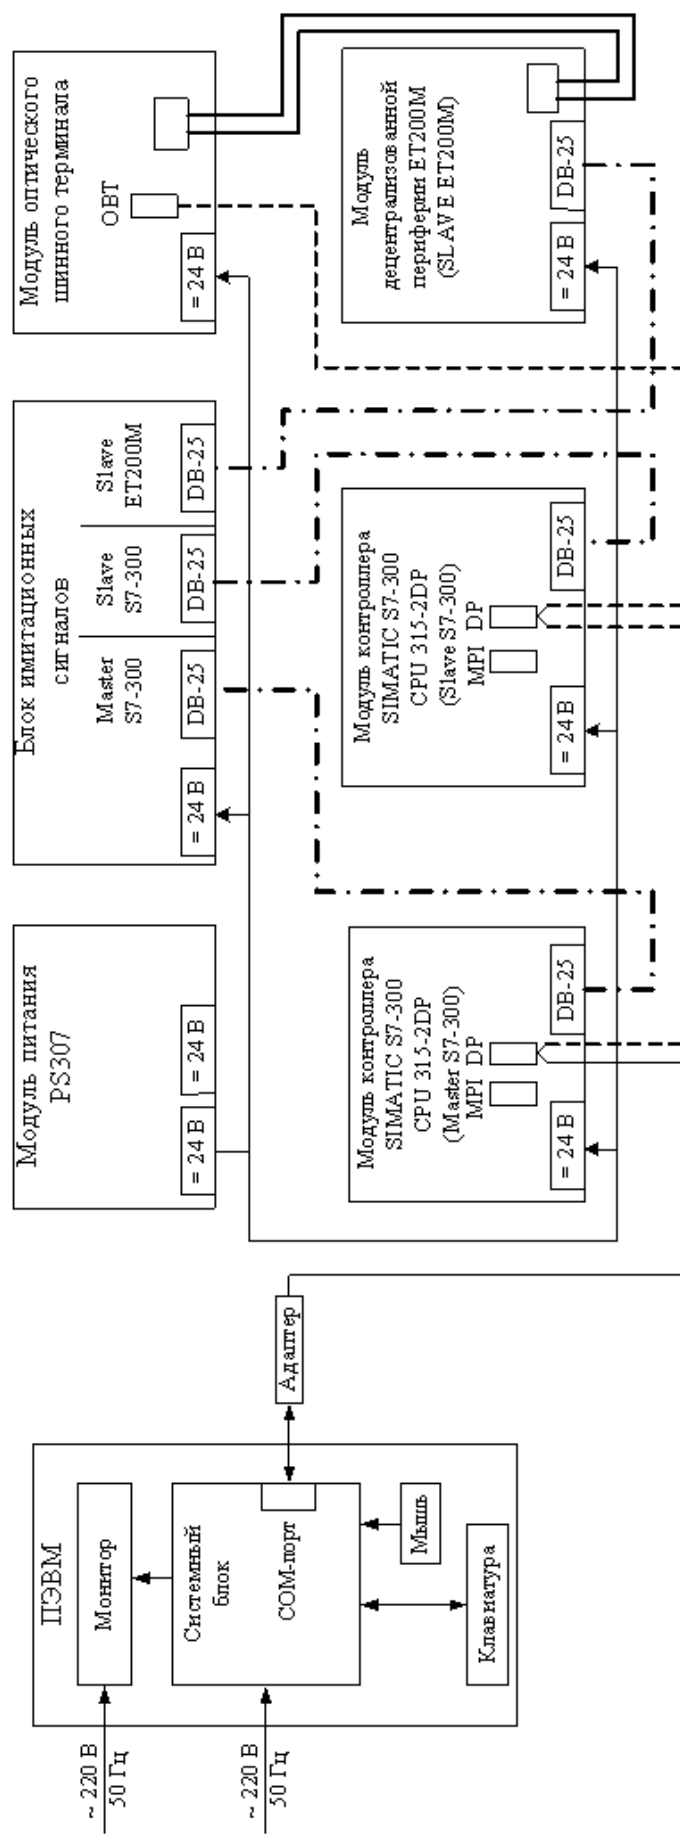 ПЭВМ
Монитор
Системный
блок
COM-порт
Мышь
Клавиатура
~ 220 В
50 Гц
~ 220 В
50 Гц
Адаптер
Модуль питания
PS307
= 24 В
= 24 В
Блок имитационных
сигналов
Master
S7-300
Slave
S7-300
Slave
ET200M
= 24 В
DB-25
DB-25
DB-25
Модуль оптического
шинного терминала
OBT
= 24 В
Модуль контроллера
SIMATIC S7-300
CPU 315-2DP
(Master S7-300)
MPI DP
= 24 В
DB-25
Модуль контроллера
SIMATIC S7-300
CPU 315-2DP
(Slave S7-300)
MPI DP
= 24 В
DB-25
Модуль
децентрализованной
периферии ET200M
(SLAVE ET200M)
= 24 В
DB-25